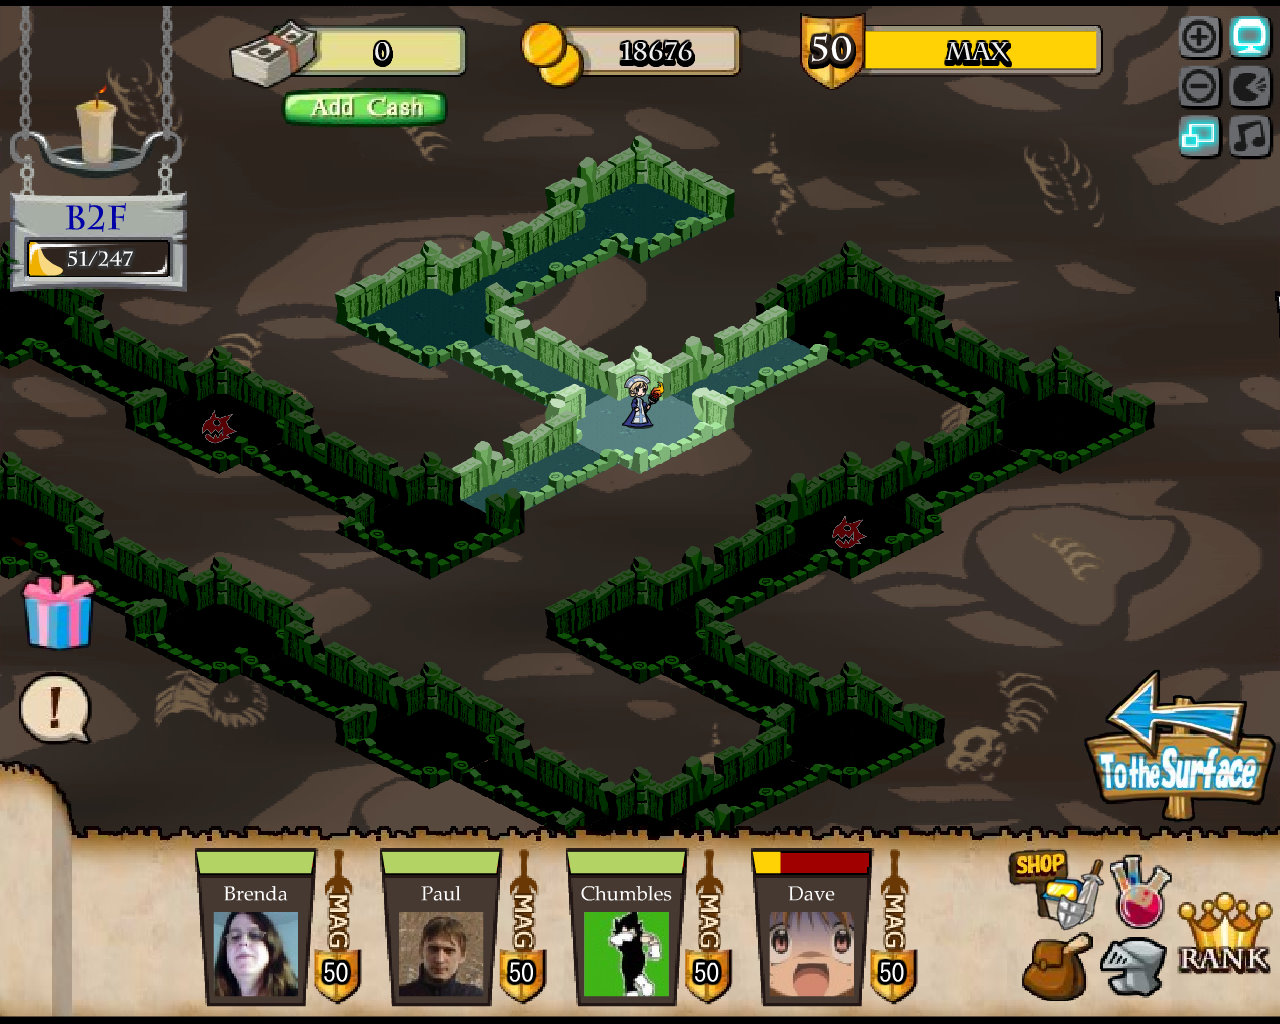 0
18676
50
MAX
Add Cash
B2F
51/247
!
To the Surface
Brenda
MAG
50
Paul
MAG
50
Chumbles
MAG
50
Dave
MAG
50
SHOP
RANK